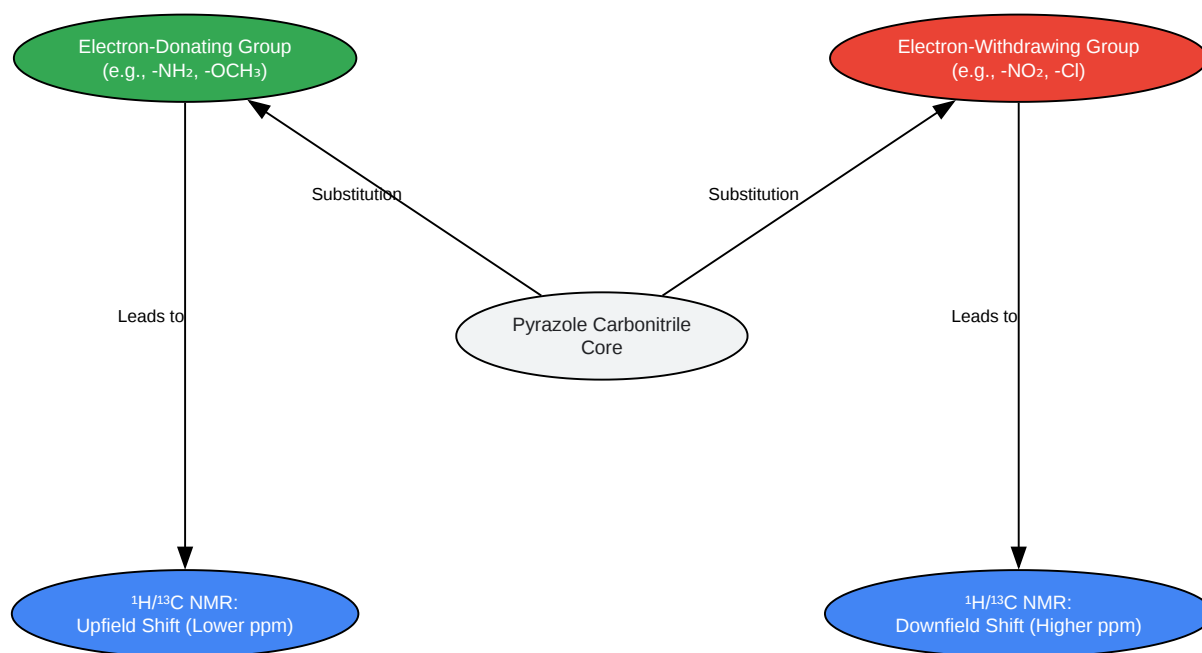 Electron-Donating Group
(e.g., -NH₂, -OCH₃)
Electron-Withdrawing Group
(e.g., -NO₂, -Cl)
Substitution
Substitution
Leads to
Leads to
Pyrazole Carbonitrile
Core
¹H/¹³C NMR:
Upfield Shift (Lower ppm)
¹H/¹³C NMR:
Downfield Shift (Higher ppm)